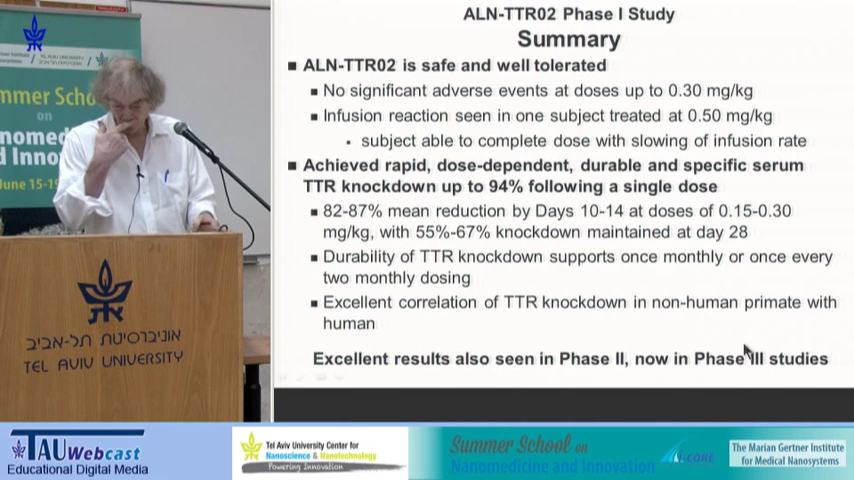 ALN-TTR02 Phase I Study
Summary
ALN-TTR02 is safe and well tolerated
No significant adverse events at doses up to 0.30 mg/kg
Infusion reaction seen in one subject treated at 0.50 mg/kg
subject able to complete dose with slowing of infusion rate
Achieved rapid, dose-dependent, durable and specific serum
TTR knockdown up to 94% following a single dose
82-87% mean reduction by Days 10-14 at doses of 0.15-0.30
mg/kg, with 55%-67% knockdown maintained at day 28
Durability of TTR knockdown supports once monthly or once every
two monthly dosing
Excellent correlation of TTR knockdown in non-human primate with
human
Excellent results also seen in Phase II, now in Phase III studies
mmer Scho
on
June 15-1
אוניברסיטת תל-אביב
TEL AVIV UNIVERSITY
TAU Webcast
Educational Digital Media
Tel Aviv University Center for
Nanoscience & Nanotechnology
Powering Innovation
Summer School on
Nanomedicine and Innovation
i-CORE
The Marian Gertner Institute
for Medical Nanosystems